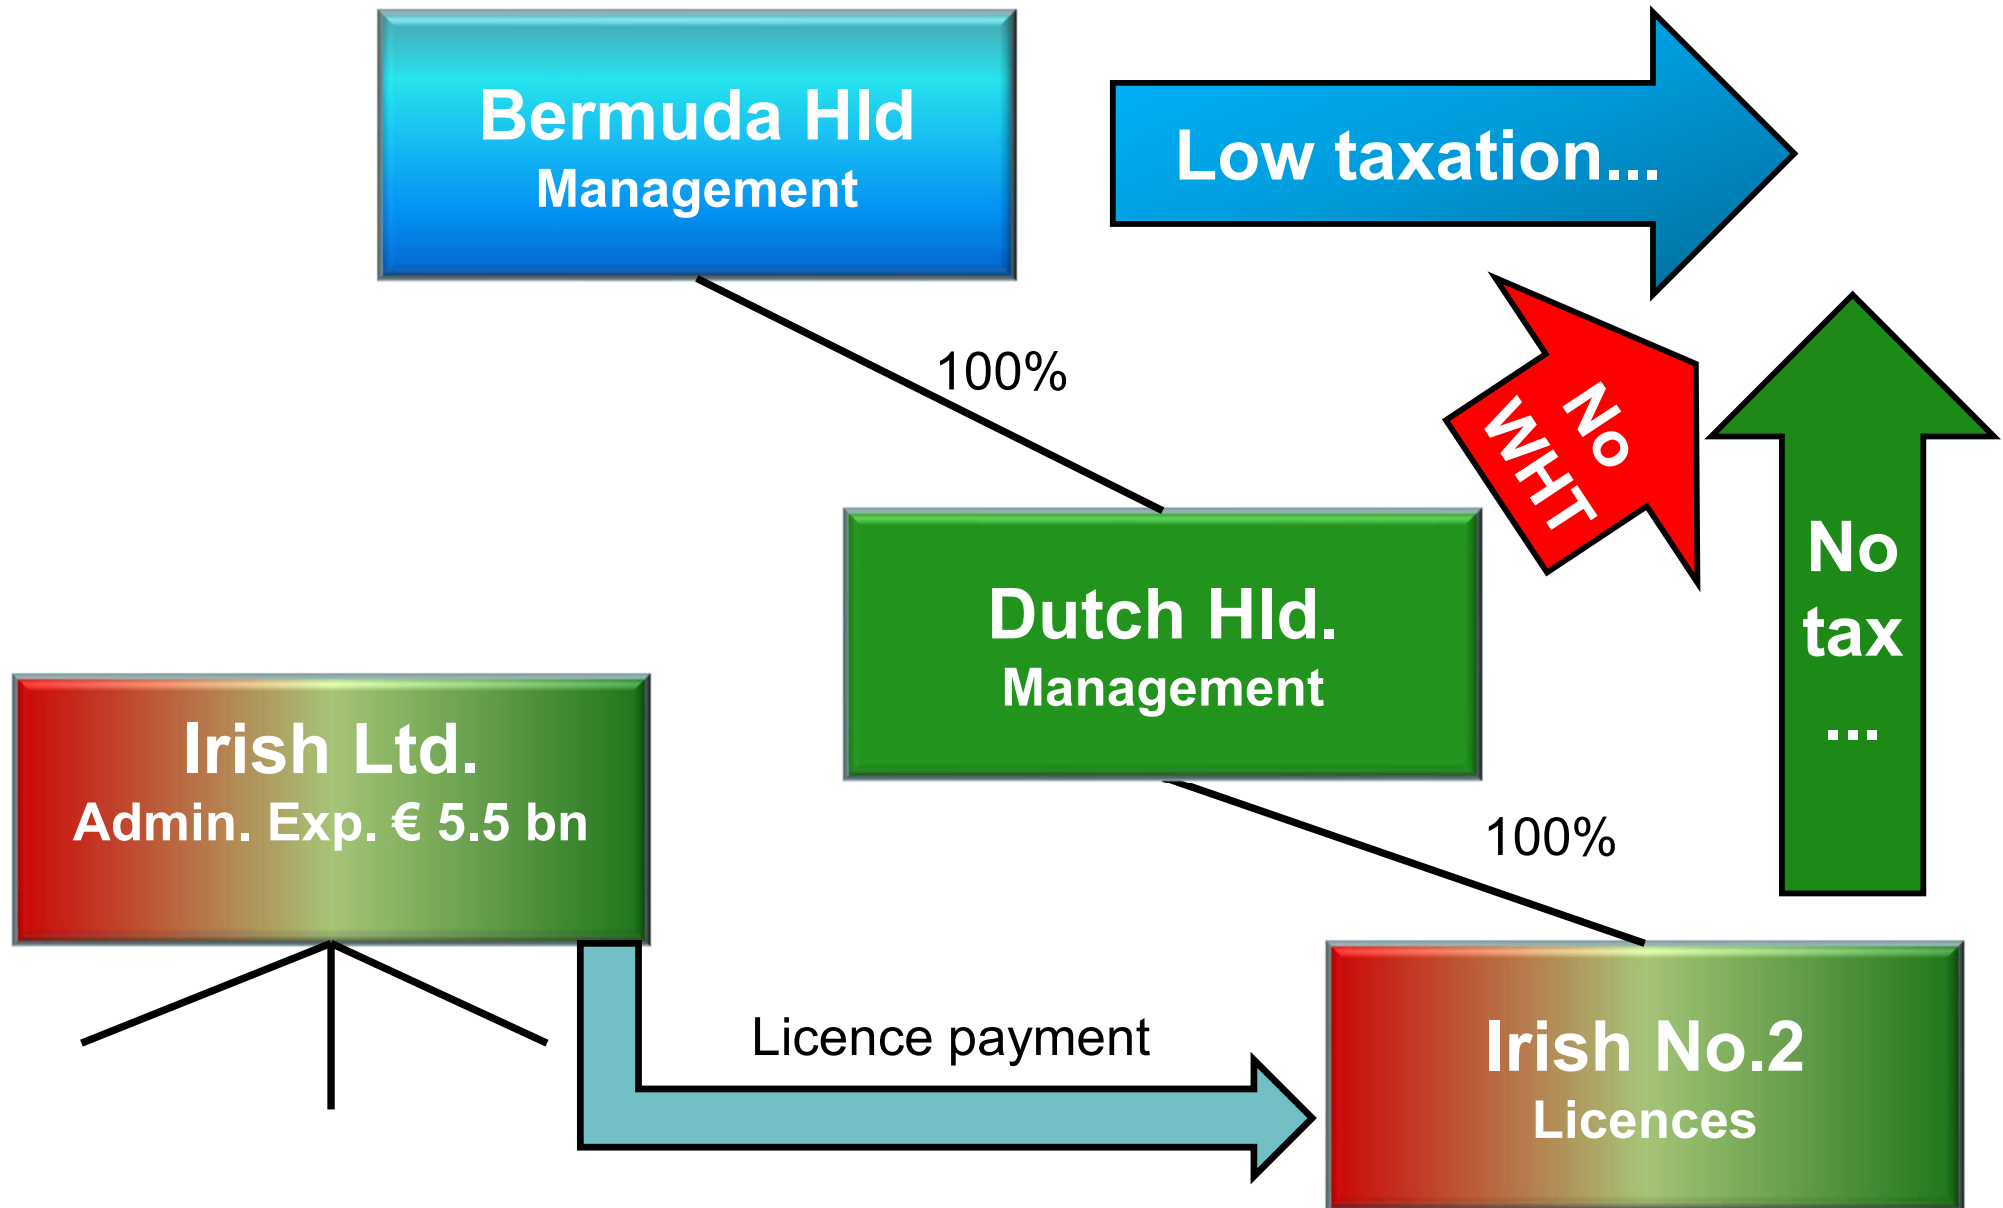 Bermuda Hld
Management
Low taxation...
100%
No
WHT
No
tax
...
Dutch Hld.
Management
Irish Ltd.
Admin. Exp. € 5.5 bn
100%
Licence payment
Irish No.2
Licences